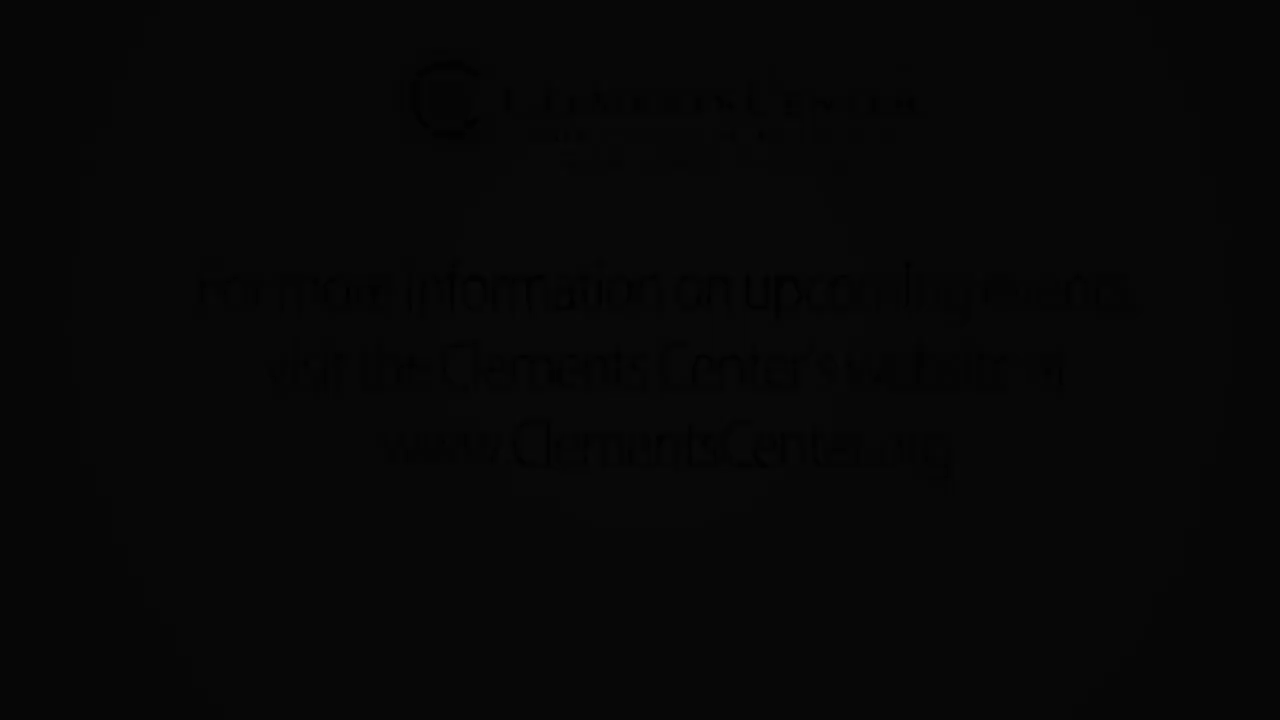 CLEMENTS CENTER
For more information on upcoming events
visit the Clements Center's website at
www.ClementsCenter.org